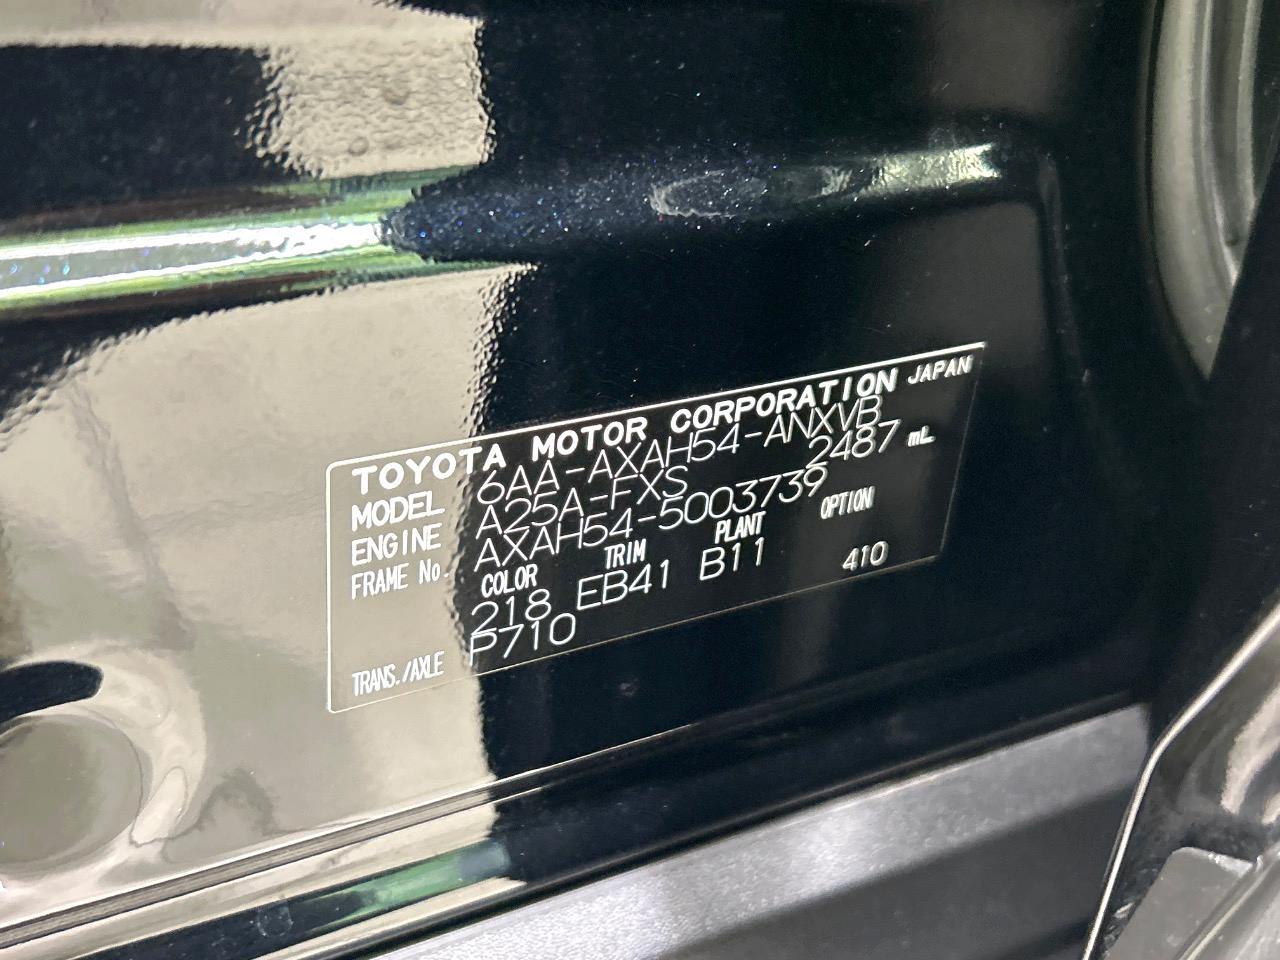 TOYOTA MOTOR CORPORATION JAPAN
MODEL 6AA-AXAH54-ANXVB
ENGINE A25A-FXS 2487 mL
FRAME No. AXAH54-5003739
COLOR TRIM PLANT OPTION
218 EB41 B11 410
TRANS./AXLE P710